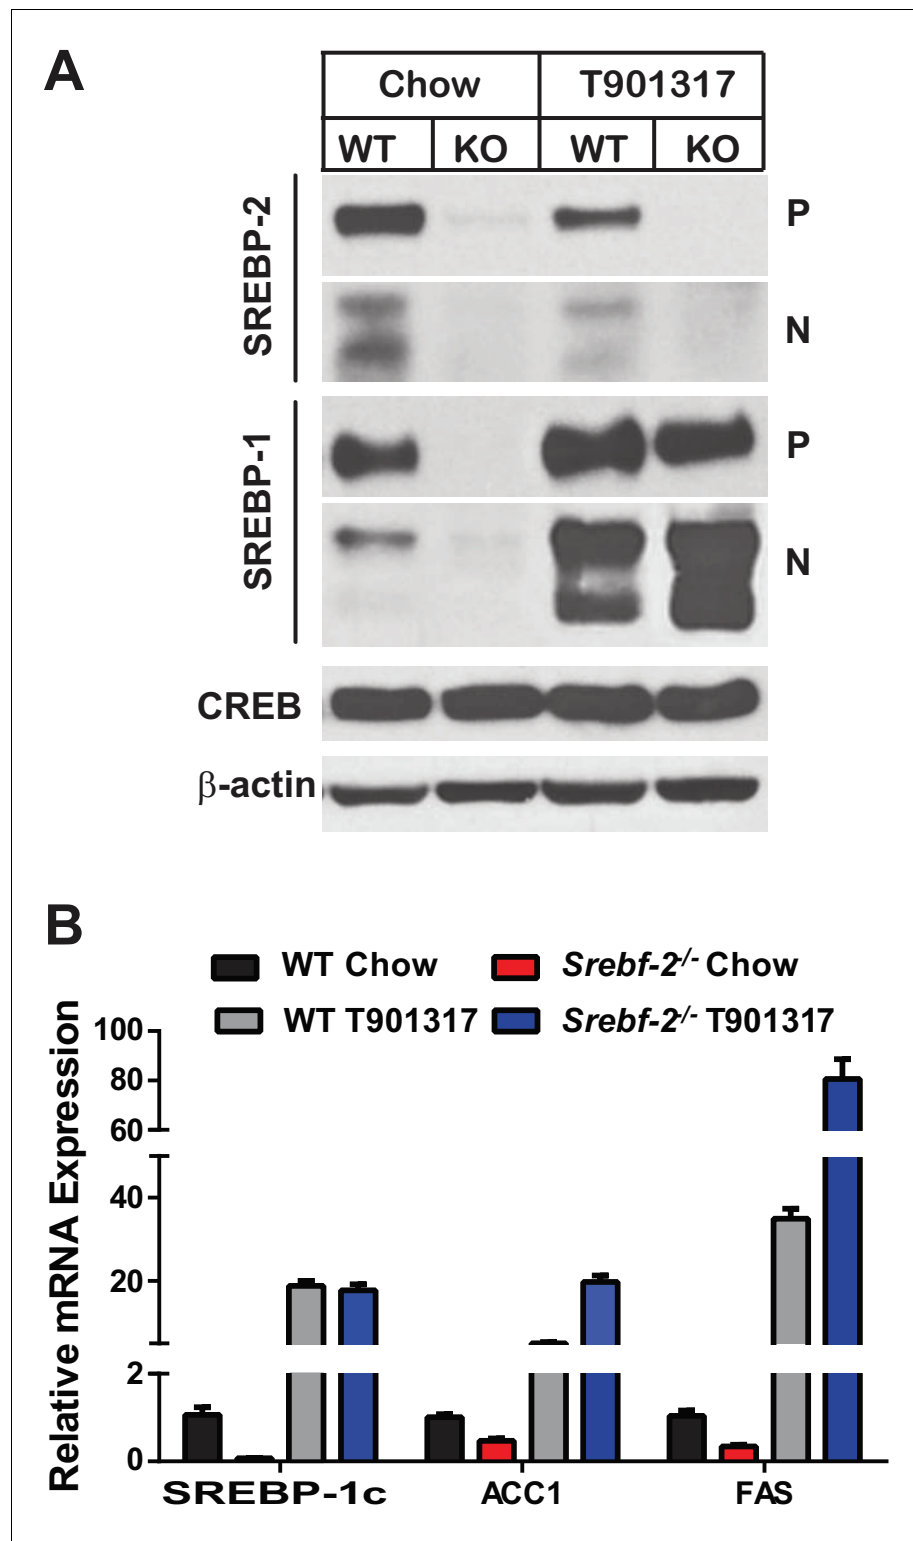 A
Chow T901317
WT KO WT KO
SREBP-2
P
N
SREBP-1
P
N
CREB
β-actin
B
WT Chow Srebf-2-/- Chow
WT T901317 Srebf-2-/- T901317
Relative mRNA Expression
100
80
60
40
20
2
0
SREBP-1c ACC1 FAS